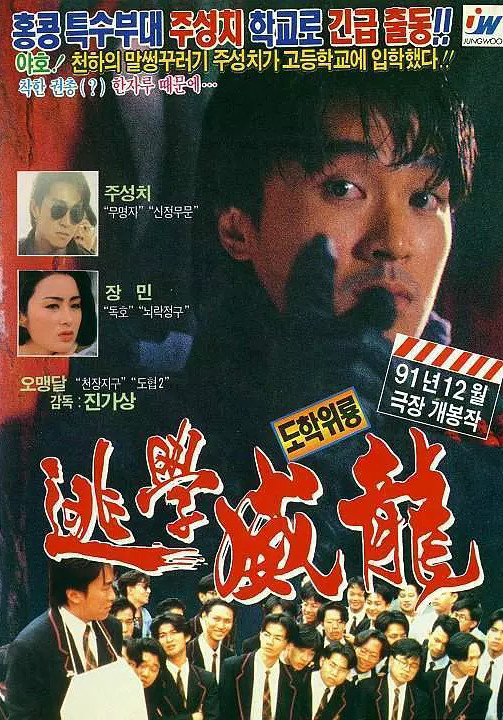 홍콩 특수부대 주성치 학교로 긴급 출동!!
야호! 천하의 말썽꾸러기 주성치가 고등학교에 입학했다!!
착한 권총(?) 한자루 때문에…
JW
JUNGWOO
주성치
“무명자” “신정무문”
장 민
“독호” “뇌락정구”
오맹달 “천장지구” “도협2”
감독: 진가상
91년12월
극장 개봉작
도학위룡
逃學威龍